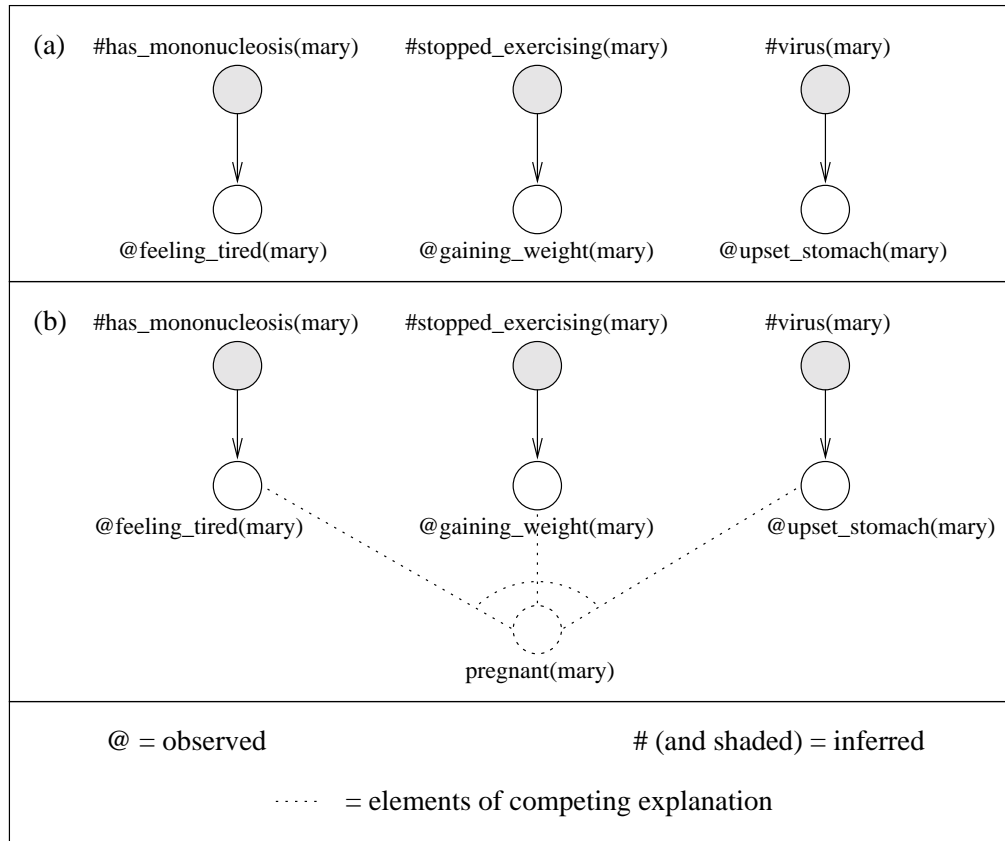 (a) #has_mononucleosis(mary) #stopped_exercising(mary) #virus(mary)
@feeling_tired(mary) @gaining_weight(mary) @upset_stomach(mary)
(b) #has_mononucleosis(mary) #stopped_exercising(mary) #virus(mary)
@feeling_tired(mary) @gaining_weight(mary) @upset_stomach(mary)
pregnant(mary)
@ = observed # (and shaded) = inferred
= elements of competing explanation